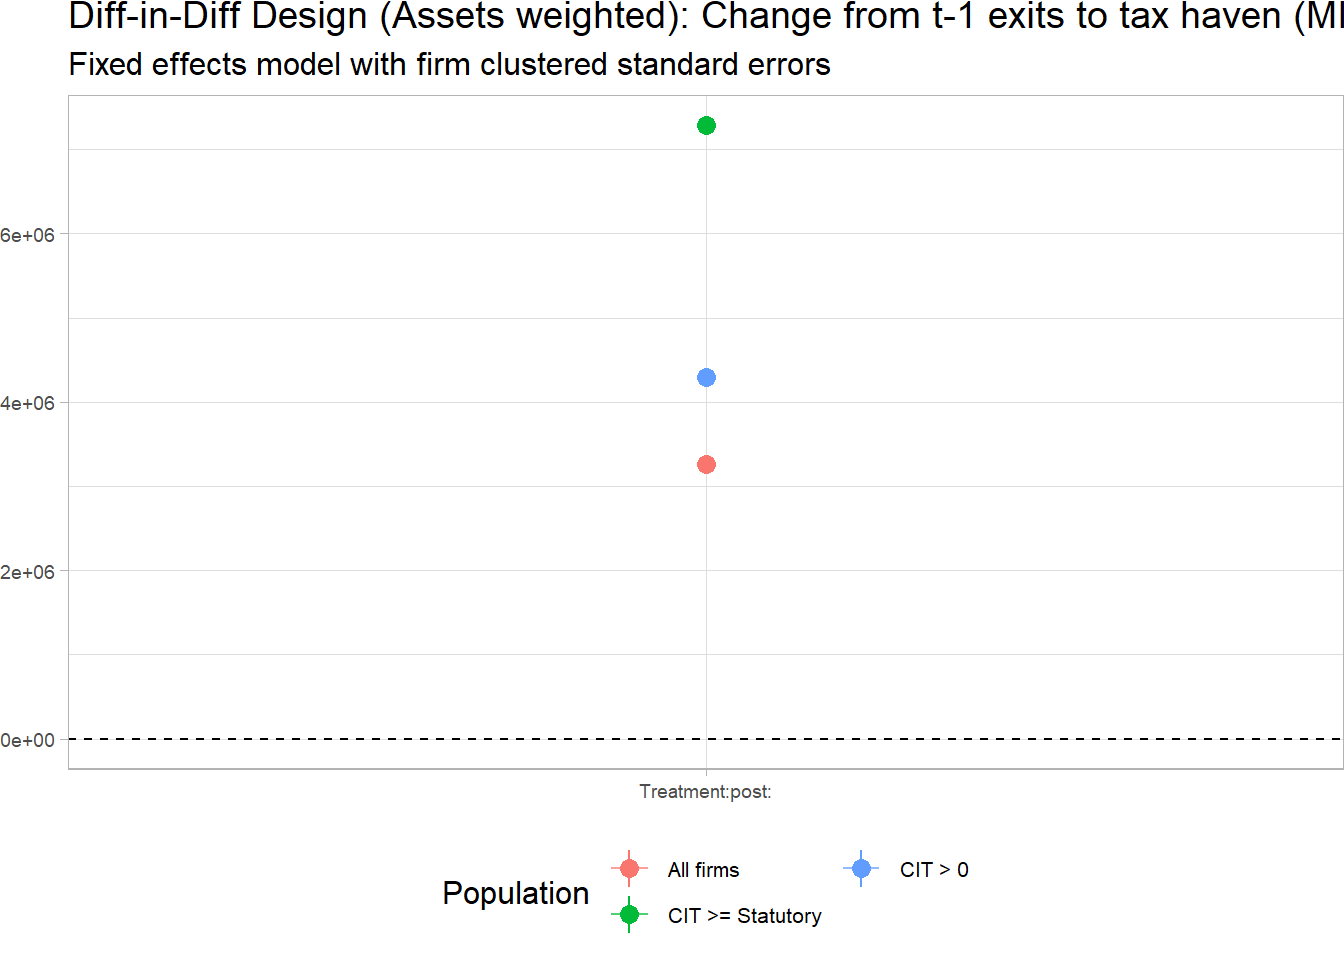 Diff-in-Diff Design (Assets weighted): Change from t-1 exits to tax haven
Fixed effects model with firm clustered standard errors
6e+06
4e+06
2e+06
0e+00
Treatment:post:
Population
All firms
CIT > 0
CIT >= Statutory